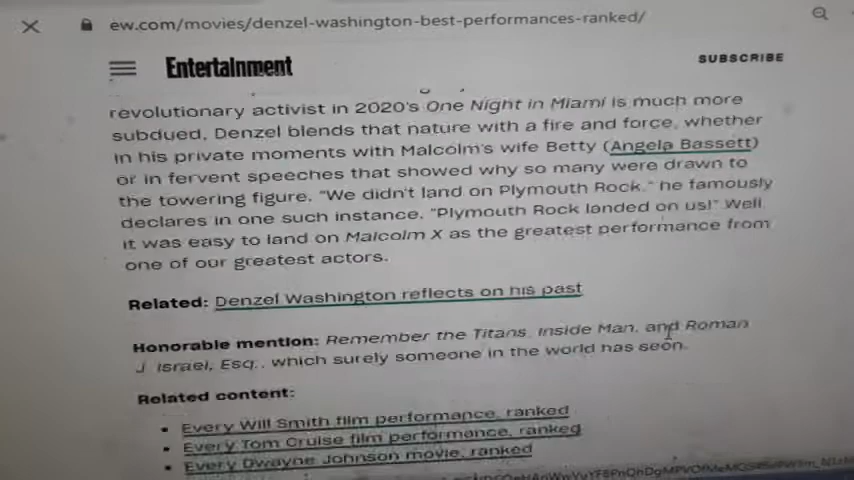 ew.com/movies/denzel-washington-best-performances-ranked/
Entertainment
SUBSCRIBE
revolutionary activist in 2020's One Night in Miami is much more
subdued, Denzel blends that nature with a fire and force, whether
in his private moments with Malcolm's wife Betty (Angela Bassett)
or in fervent speeches that showed why so many were drawn to
the towering figure. "We didn't land on Plymouth Rock," he famously
declares in one such instance. "Plymouth Rock landed on us!" Well,
it was easy to land on Malcolm X as the greatest performance from
one of our greatest actors.
Related: Denzel Washington reflects on his past
Honorable mention: Remember the Titans, Inside Man, and Roman
J. Israel, Esq., which surely someone in the world has seen.
Related content:
• Every Will Smith film performance, ranked
• Every Tom Cruise film performance, ranked
• Every Dwayne Johnson movie, ranked